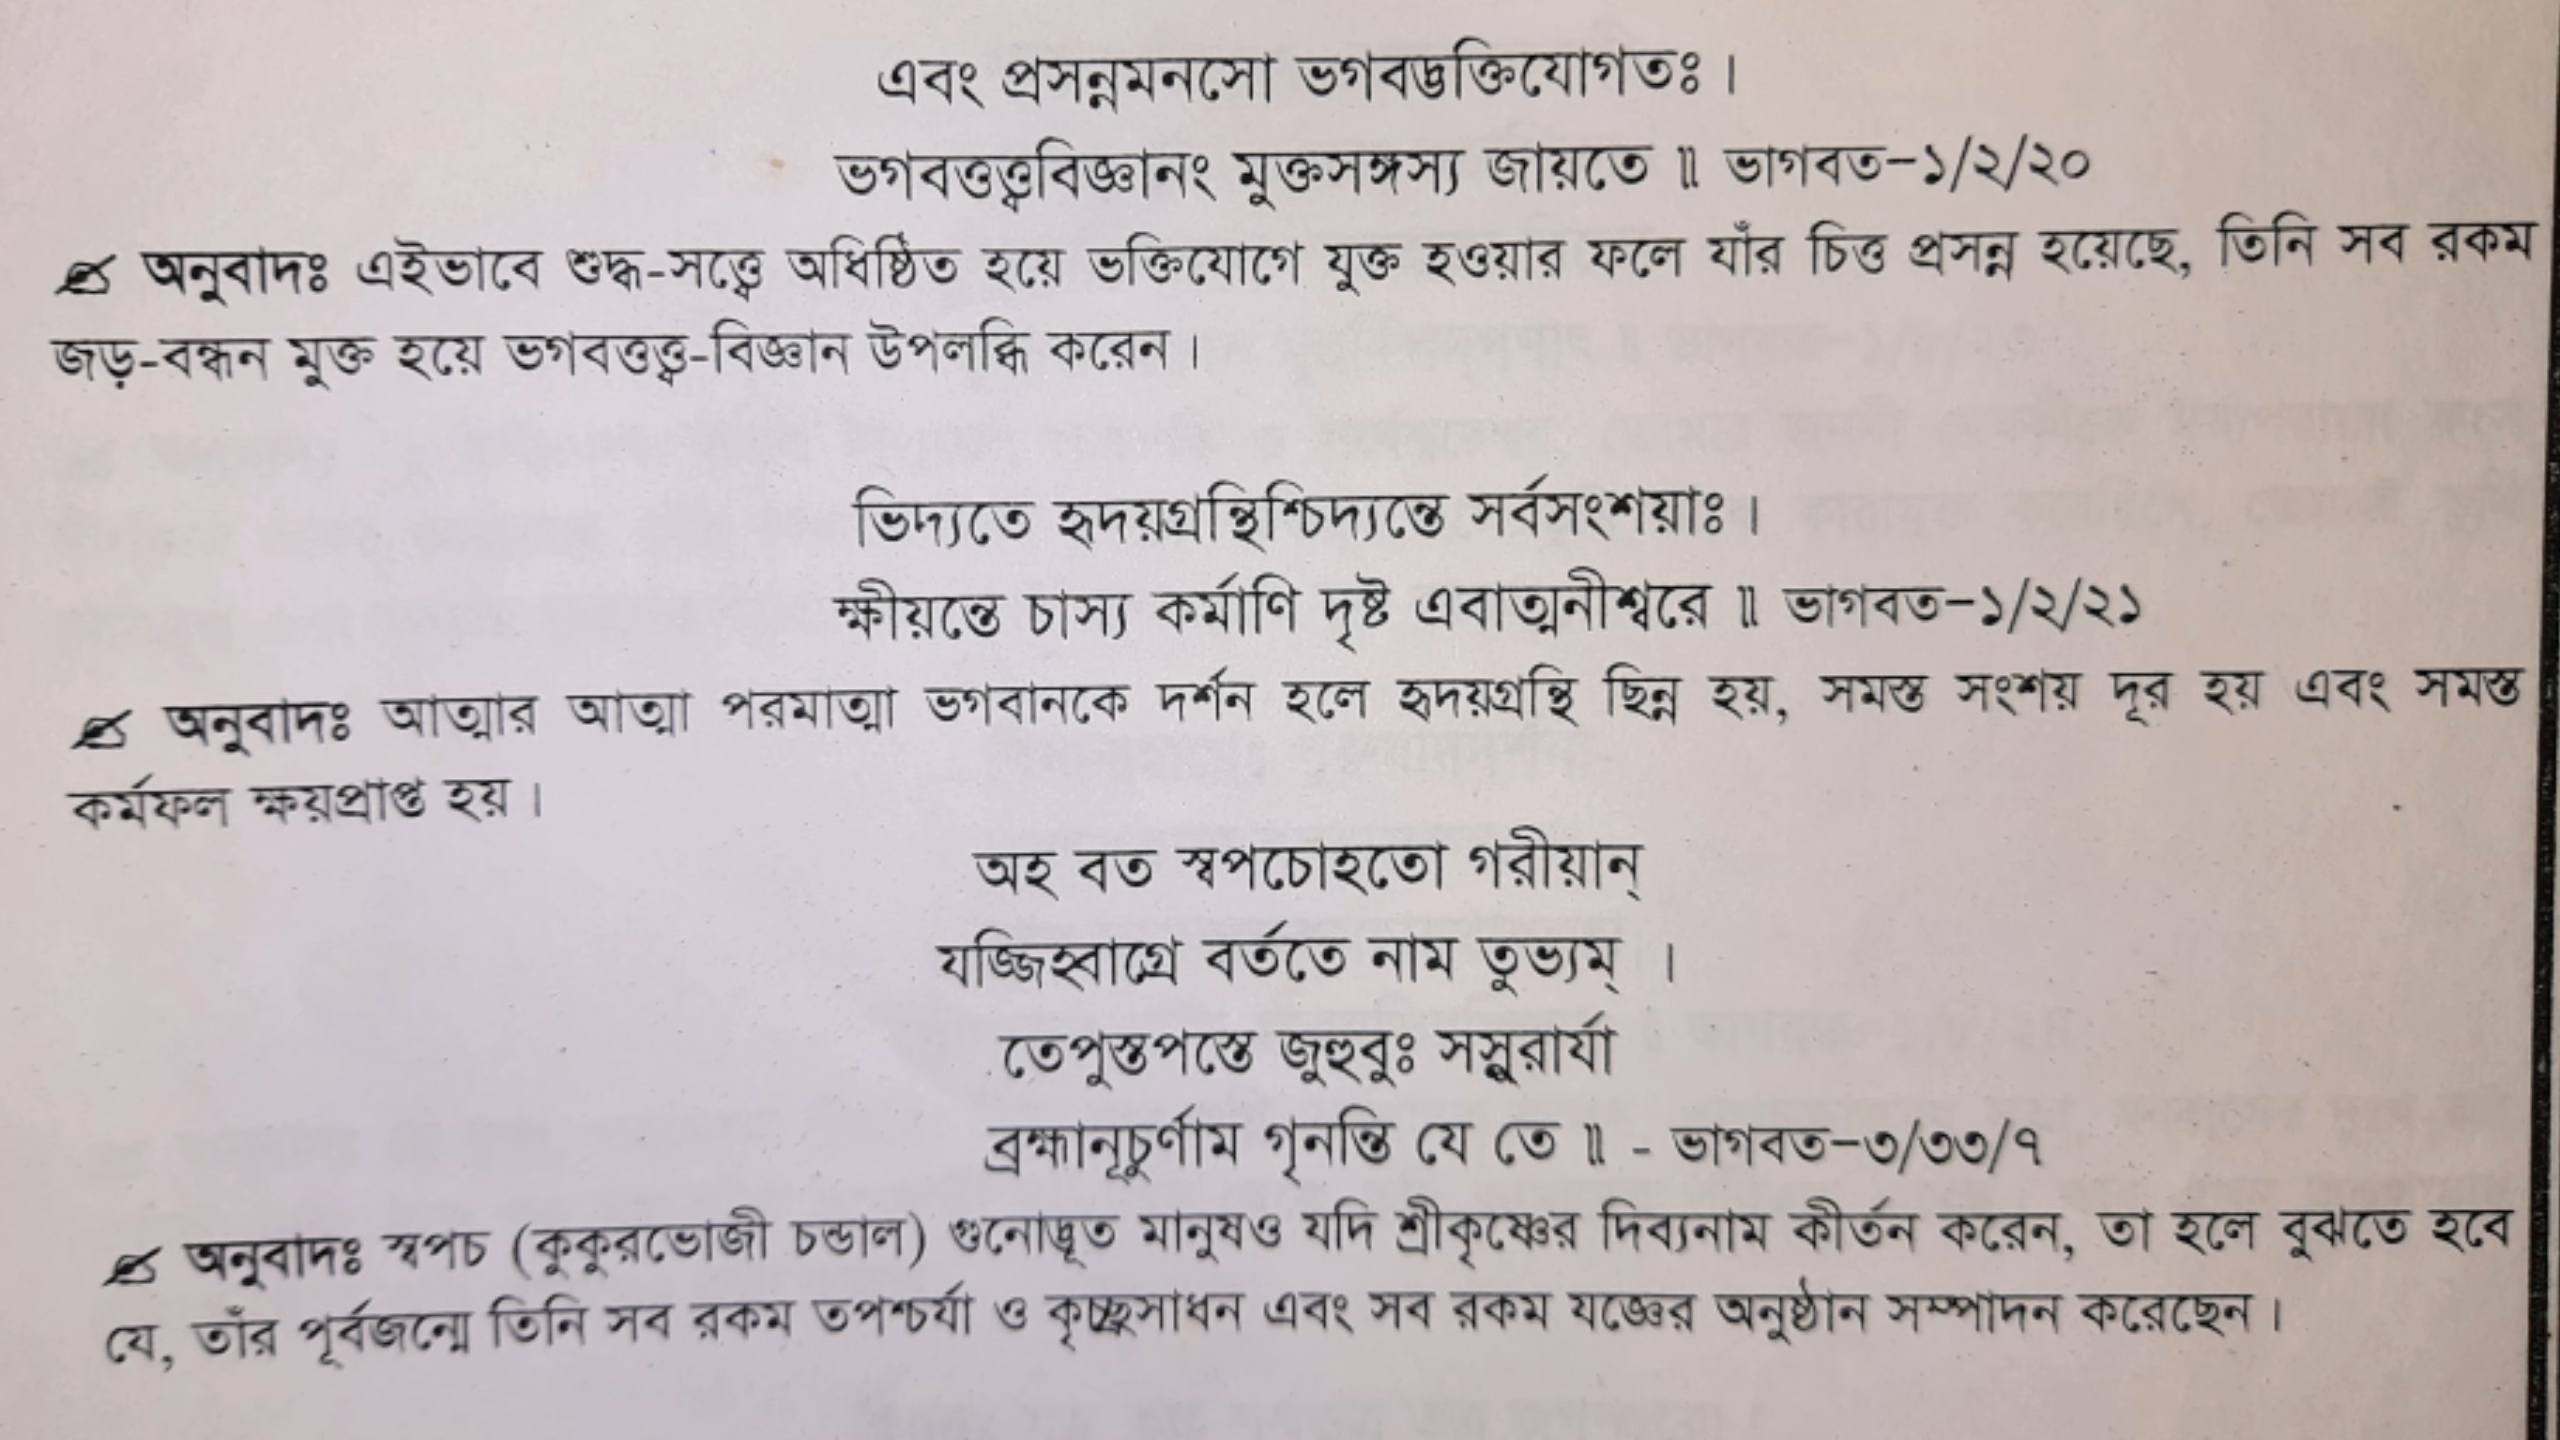 এবং প্রসন্নমনসো ভগবদ্ভক্তিযোগতঃ ।
ভগবত্তত্ত্ববিজ্ঞানং মুক্তসঙ্গস্য জায়তে ॥ ভাগবত-১/২/২০
অনুবাদঃ এইভাবে শুদ্ধ-সত্ত্বে অধিষ্ঠিত হয়ে ভক্তিযোগে যুক্ত হওয়ার ফলে যাঁর চিত্ত প্রসন্ন হয়েছে, তিনি সব রকম
জড়-বন্ধন মুক্ত হয়ে ভগবত্তত্ত্ব-বিজ্ঞান উপলব্ধি করেন ।
ভিদ্যতে হৃদয়গ্রন্থিশ্চিদ্যন্তে সর্বসংশয়াঃ ।
ক্ষীয়ন্তে চাস্য কর্মাণি দৃষ্ট এবাত্মনীশ্বরে ॥ ভাগবত-১/২/২১
অনুবাদঃ আত্মার আত্মা পরমাত্মা ভগবানকে দর্শন হলে হৃদয়গ্রন্থি ছিন্ন হয়, সমস্ত সংশয় দূর হয় এবং সমস্ত
কর্মফল ক্ষয়প্রাপ্ত হয় ।
অহ বত স্বপচোহতো গরীয়ান্
যজ্জিহ্বাগ্রে বর্ততে নাম তুভ্যম্ ।
তেপুস্তপস্তে জুহুবুঃ সস্নুরার্যা
ব্রহ্মানূচুর্ণাম গৃনন্তি যে তে ॥ - ভাগবত-৩/৩৩/৭
অনুবাদঃ স্বপচ (কুকুরভোজী চন্ডাল) গুনোদ্ভূত মানুষও যদি শ্রীকৃষ্ণের দিব্যনাম কীর্তন করেন, তা হলে বুঝতে হবে
যে, তাঁর পূর্বজন্মে তিনি সব রকম তপশ্চর্যা ও কৃচ্ছ্রসাধন এবং সব রকম যজ্ঞের অনুষ্ঠান সম্পাদন করেছেন ।